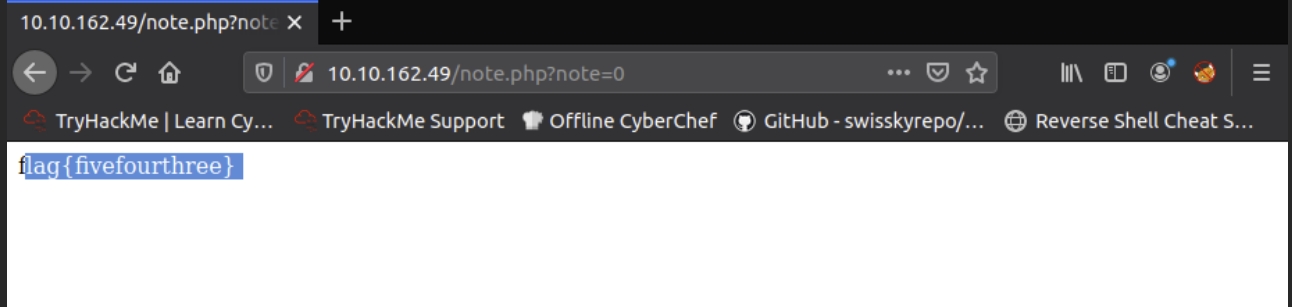 10.10.162.49/note.php?note
10.10.162.49/note.php?note=0
TryHackMe | Learn Cy… TryHackMe Support Offline CyberChef GitHub - swisskyrepo/… Reverse Shell Cheat S…
flag{fivefourthree}